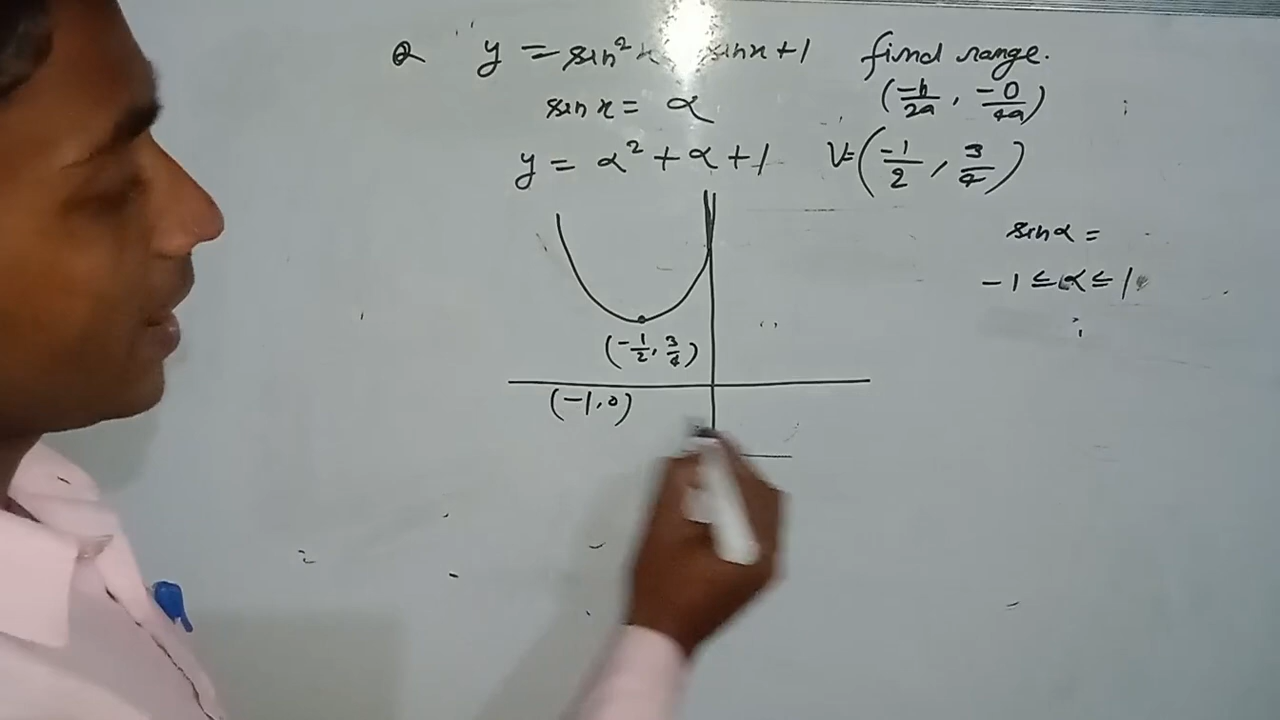 Q y = sin² sinx+1 find range.
sin x = α (-b/2a, -D/4a)
y = α² + α + 1 V=(-1/2, 3/4)
sinα =
-1 ≤ α ≤ 1
(-1/2, 3/4)
(-1,0)